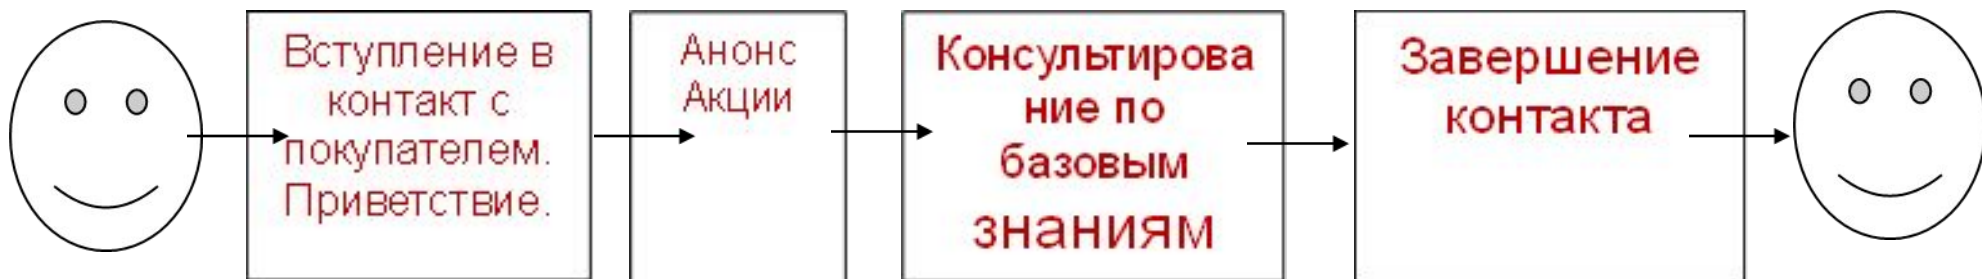 Вступление в
контакт с
покупателем.
Приветствие.
Анонс
Акции
Консультирова
ние по
базовым
знаниям
Завершение
контакта